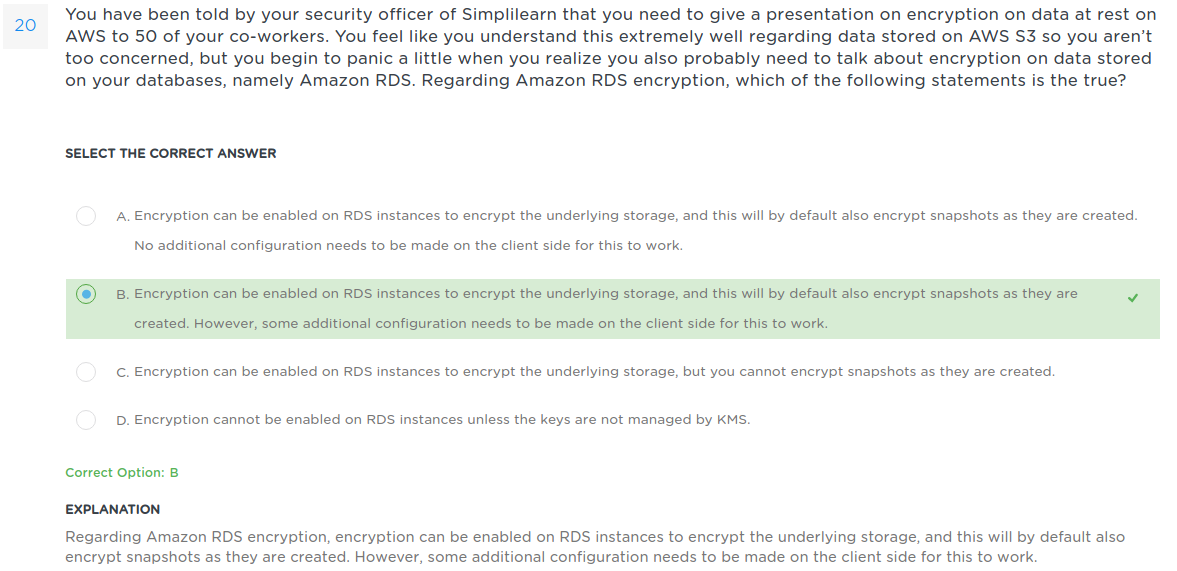 20
You have been told by your security officer of Simplilearn that you need to give a presentation on encryption on data at rest on
AWS to 50 of your co-workers. You feel like you understand this extremely well regarding data stored on AWS S3 so you aren't
too concerned, but you begin to panic a little when you realize you also probably need to talk about encryption on data stored
on your databases, namely Amazon RDS. Regarding Amazon RDS encryption, which of the following statements is the true?
SELECT THE CORRECT ANSWER
A. Encryption can be enabled on RDS instances to encrypt the underlying storage, and this will by default also encrypt snapshots as they are created.
No additional configuration needs to be made on the client side for this to work.
B. Encryption can be enabled on RDS instances to encrypt the underlying storage, and this will by default also encrypt snapshots as they are
created. However, some additional configuration needs to be made on the client side for this to work.
C. Encryption can be enabled on RDS instances to encrypt the underlying storage, but you cannot encrypt snapshots as they are created.
D. Encryption cannot be enabled on RDS instances unless the keys are not managed by KMS.
Correct Option: B
EXPLANATION
Regarding Amazon RDS encryption, encryption can be enabled on RDS instances to encrypt the underlying storage, and this will by default also
encrypt snapshots as they are created. However, some additional configuration needs to be made on the client side for this to work.